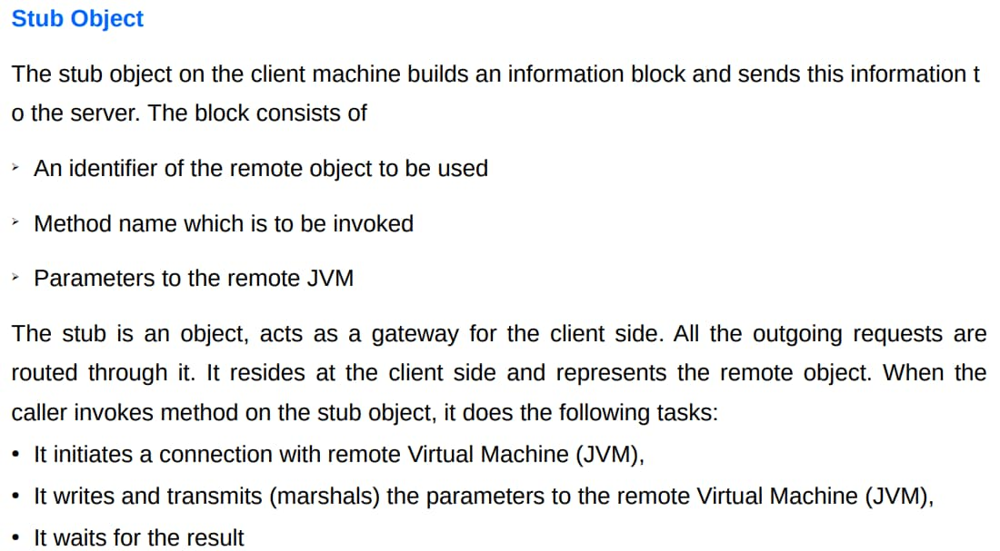 Stub Object
The stub object on the client machine builds an information block and sends this information t
o the server. The block consists of
➢ An identifier of the remote object to be used
➢ Method name which is to be invoked
➢ Parameters to the remote JVM
The stub is an object, acts as a gateway for the client side. All the outgoing requests are
routed through it. It resides at the client side and represents the remote object. When the
caller invokes method on the stub object, it does the following tasks:
• It initiates a connection with remote Virtual Machine (JVM),
• It writes and transmits (marshals) the parameters to the remote Virtual Machine (JVM),
• It waits for the result